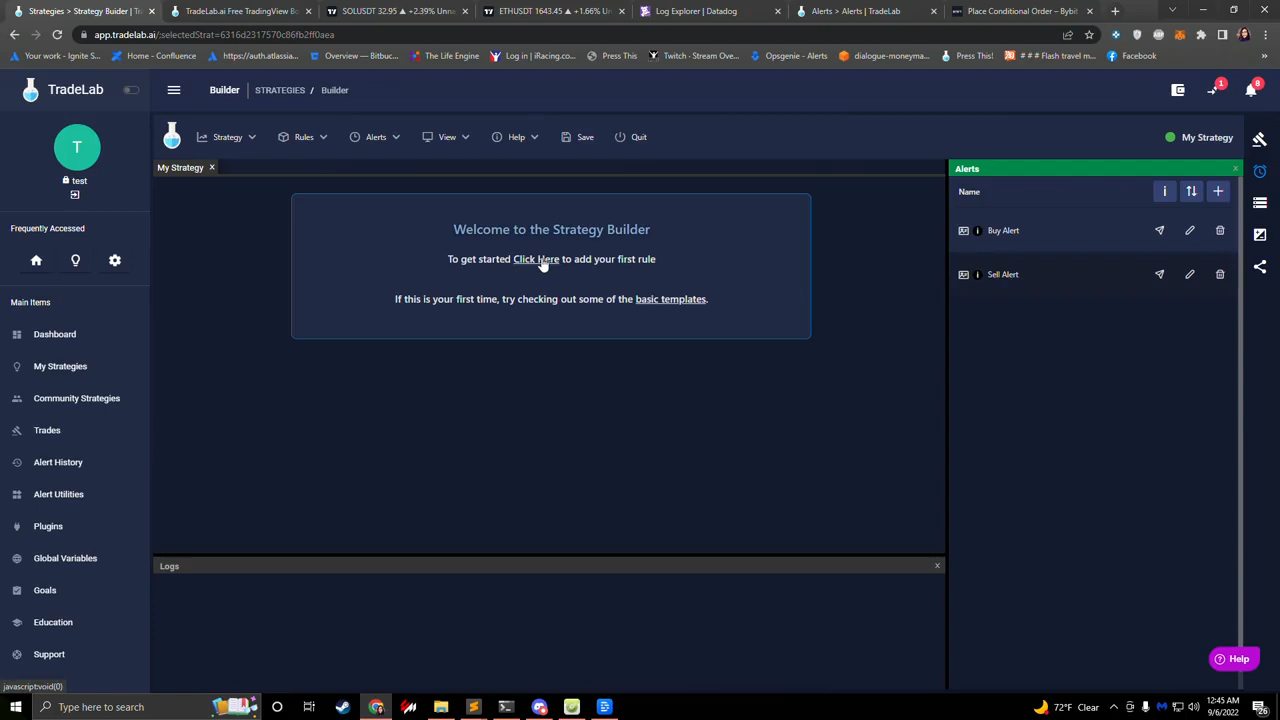 Strategies > Strategy Builder | Tr
TradeLab.ai Free TradingView Bo
SOLUSDT 32.95 ▲ +2.39% Unna
ETHUSDT 1643.45 ▲ +1.66% Unn
Log Explorer | Datadog
Alerts > Alerts | TradeLab
Place Conditional Order – Bybit
app.tradelab.ai/;selectedStrat=6316d2317570c86fb2ff0aea
Your work - Ignite S...
Home - Confluence
https://auth.atlassia...
Overview — Bitbuc...
The Life Engine
Log in | iRacing.co...
Press This
Twitch - Stream Ove...
Opsgenie - Alerts
dialogue-moneyma...
Press This!
# # # Flash travel m...
Facebook
TradeLab
Builder STRATEGIES / Builder
1
8
T
test
Strategy Rules Alerts View Help Save Quit
My Strategy
My Strategy x
Alerts
Name
Welcome to the Strategy Builder
To get started Click Here to add your first rule
If this is your first time, try checking out some of the basic templates.
Buy Alert
Sell Alert
Frequently Accessed
Main Items
Dashboard
My Strategies
Community Strategies
Trades
Alert History
Alert Utilities
Plugins
Global Variables
Goals
Education
Support
Logs
Help
javascript:void(0)
Type here to search
72°F Clear
12:45 AM
9/6/2022